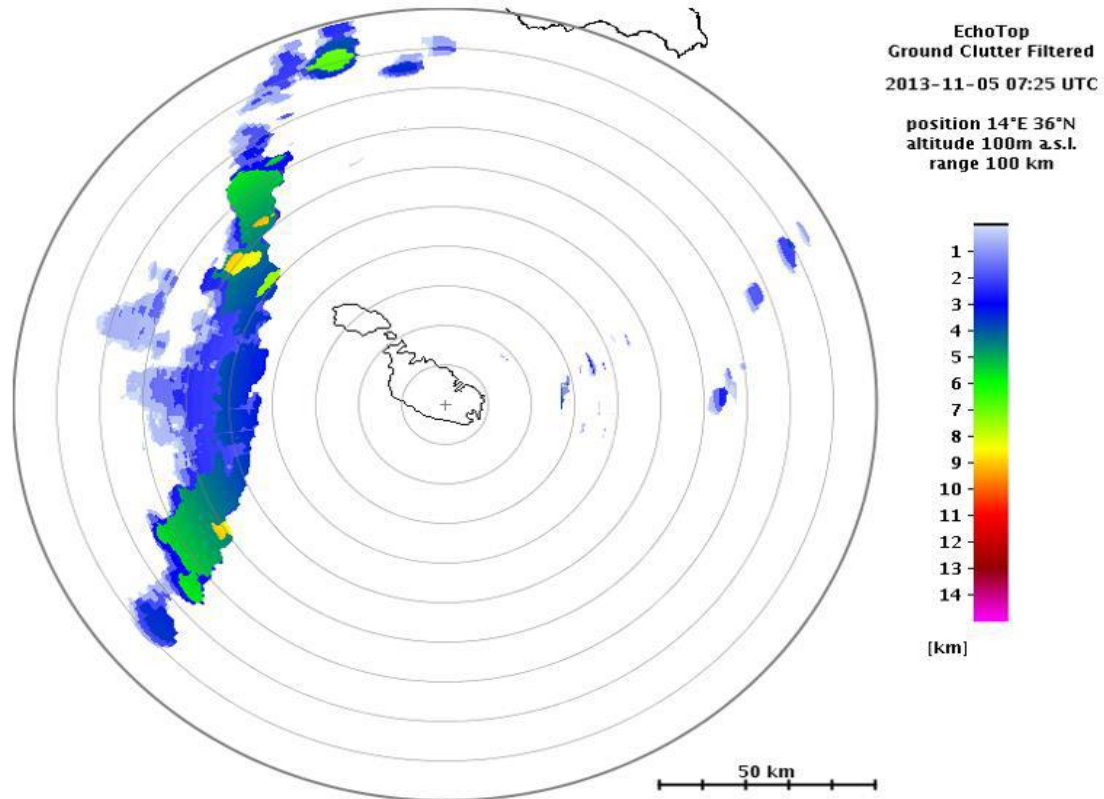 EchoTop
Ground Clutter Filtered
2013-11-05 07:25 UTC
position 14°E 36°N
altitude 100m a.s.l.
range 100 km
1
2
3
4
5
6
7
8
9
10
11
12
13
14
[km]
50 km